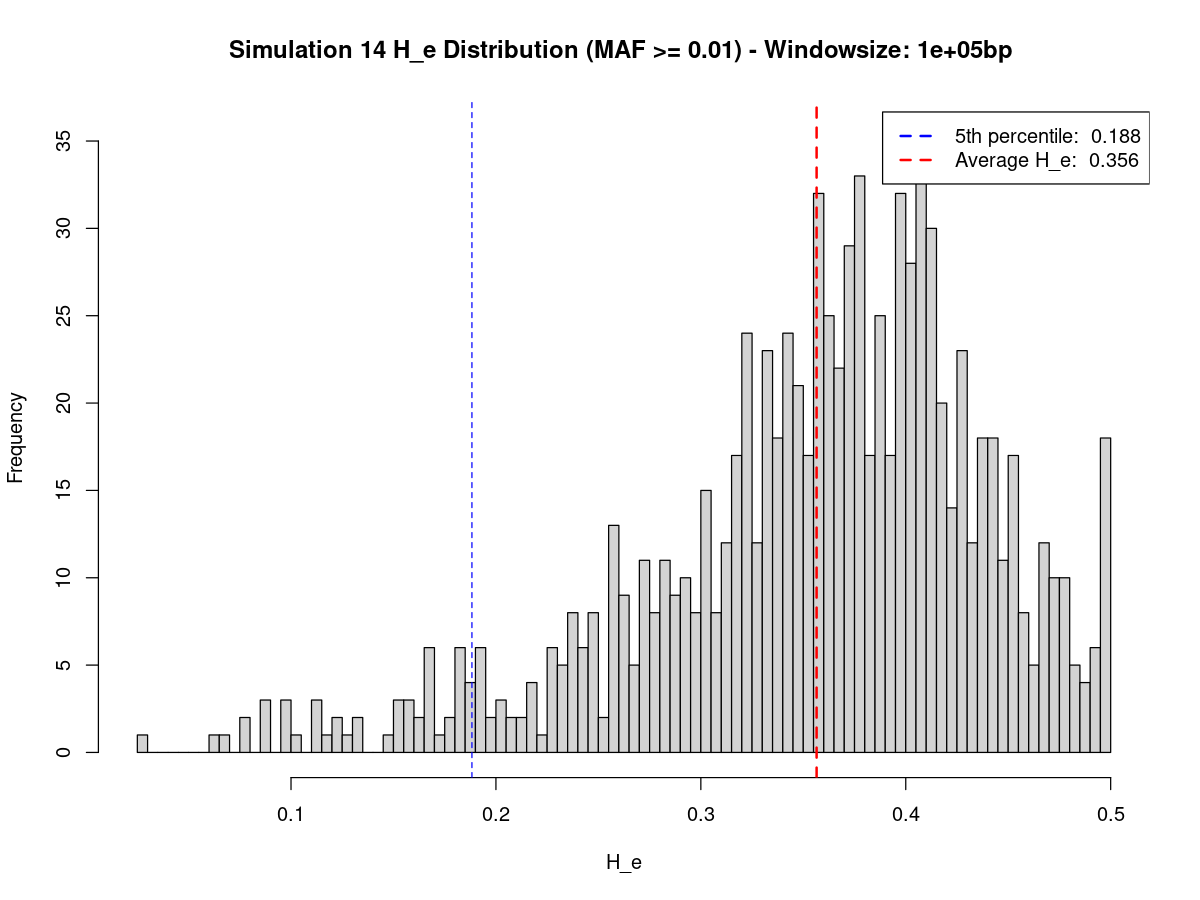 Simulation 14 H_e Distribution (MAF >= 0.01) - Windowsize: 1e+05bp
5th percentile: 0.188
Average H_e: 0.356
Frequency
35
30
25
20
15
10
5
0
0.1 0.2 0.3 0.4 0.5
H_e